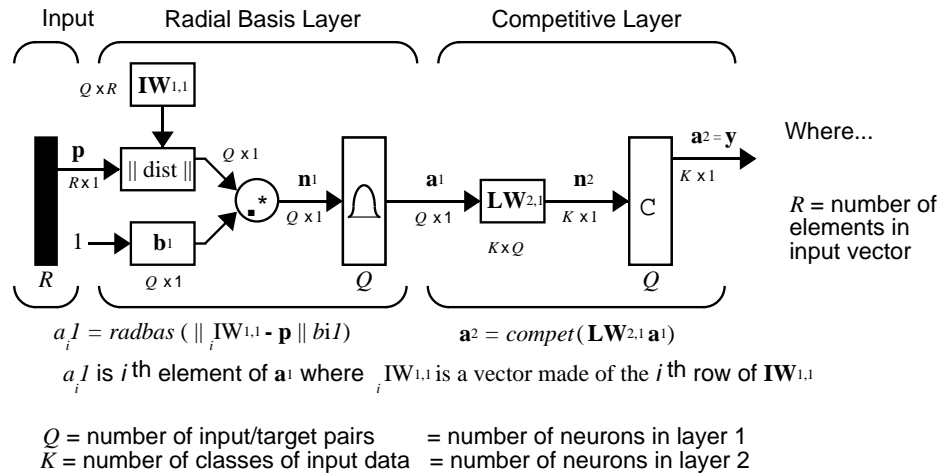 Input Radial Basis Layer Competitive Layer
Q x R IW1,1
p R x 1 || dist || Q x 1
.* n1 Q x 1
a1 Q x 1
LW2,1 K x Q
n2 K x 1
C
a2 = y K x 1
Where...
1 b1 Q x 1
R Q Q
R = number of
elements in
input vector
ai1 = radbas ( || iIW1,1 - p || bi1) a2 = compet( LW2,1 a1)
ai1 is i th element of a1 where iIW1,1 is a vector made of the i th row of IW1,1
Q = number of input/target pairs = number of neurons in layer 1
K = number of classes of input data = number of neurons in layer 2